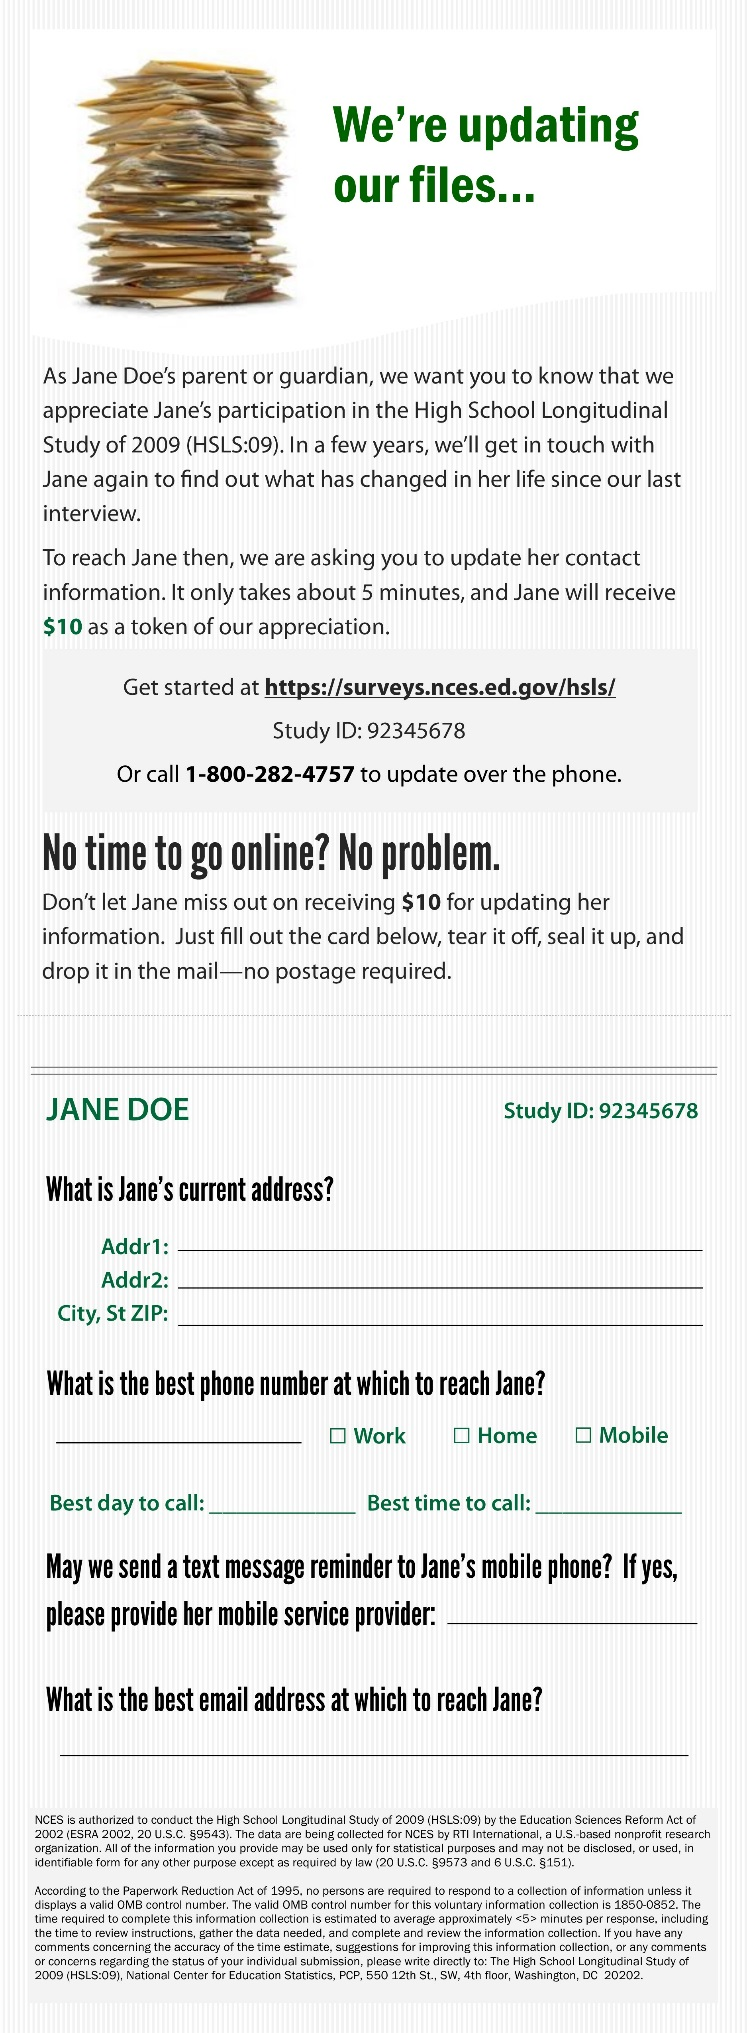 We're updating
our files...
As Jane Doe's parent or guardian, we want you to know that we
appreciate Jane's participation in the High School Longitudinal
Study of 2009 (HSLS:09). In a few years, we'll get in touch with
Jane again to find out what has changed in her life since our last
interview.
To reach Jane then, we are asking you to update her contact
information. It only takes about 5 minutes, and Jane will receive
$10 as a token of our appreciation.
Get started at https://surveys.nces.ed.gov/hsls/
Study ID: 92345678
Or call 1-800-282-4757 to update over the phone.
No time to go online? No problem.
Don't let Jane miss out on receiving $10 for updating her
information.  Just fill out the card below, tear it off, seal it up, and
drop it in the mail—no postage required.
JANE DOE Study ID: 92345678
What is Jane's current address?
Addr1:
Addr2:
City, St ZIP:
What is the best phone number at which to reach Jane?
☐ Work ☐ Home ☐ Mobile
Best day to call: ____________ Best time to call: ____________
May we send a text message reminder to Jane's mobile phone?  If yes,
please provide her mobile service provider:
What is the best email address at which to reach Jane?
NCES is authorized to conduct the High School Longitudinal Study of 2009 (HSLS:09) by the Education Sciences Reform Act of
2002 (ESRA 2002, 20 U.S.C. §9543). The data are being collected for NCES by RTI International, a U.S.-based nonprofit research
organization. All of the information you provide may be used only for statistical purposes and may not be disclosed, or used, in
identifiable form for any other purpose except as required by law (20 U.S.C. §9573 and 6 U.S.C. §151).
According to the Paperwork Reduction Act of 1995, no persons are required to respond to a collection of information unless it
displays a valid OMB control number. The valid OMB control number for this voluntary information collection is 1850-0852. The
time required to complete this information collection is estimated to average approximately <5> minutes per response, including
the time to review instructions, gather the data needed, and complete and review the information collection. If you have any
comments concerning the accuracy of the time estimate, suggestions for improving this information collection, or any comments
or concerns regarding the status of your individual submission, please write directly to: The High School Longitudinal Study of
2009 (HSLS:09), National Center for Education Statistics, PCP, 550 12th St., SW, 4th floor, Washington, DC  20202.